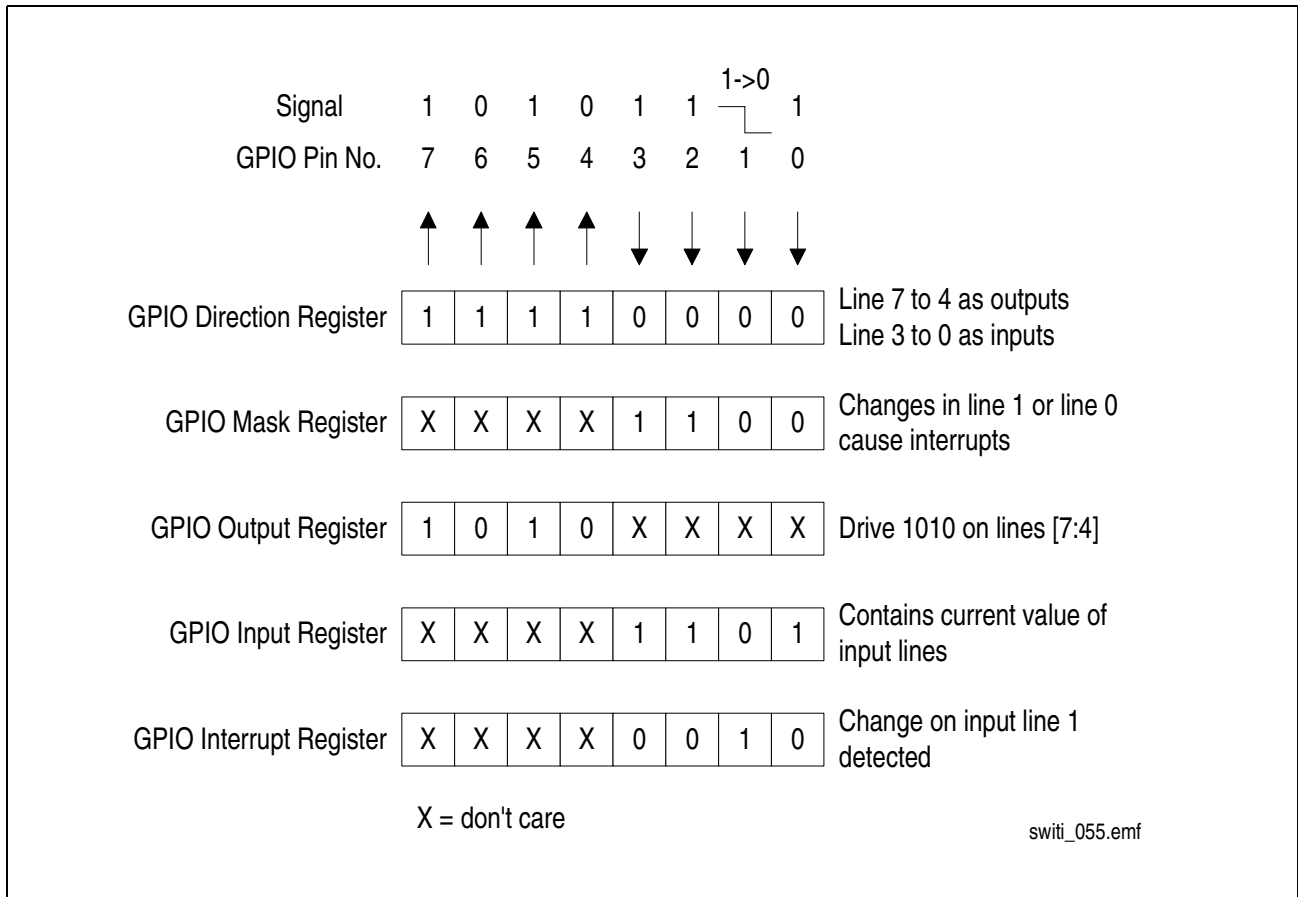 1->0
Signal 1 0 1 0 1 1 1
GPIO Pin No. 7 6 5 4 3 2 1 0
GPIO Direction Register 1 1 1 1 0 0 0 0 Line 7 to 4 as outputs
Line 3 to 0 as inputs
GPIO Mask Register X X X X 1 1 0 0 Changes in line 1 or line 0
cause interrupts
GPIO Output Register 1 0 1 0 X X X X Drive 1010 on lines [7:4]
GPIO Input Register X X X X 1 1 0 1 Contains current value of
input lines
GPIO Interrupt Register X X X X 0 0 1 0 Change on input line 1
detected
X = don't care
switi_055.emf